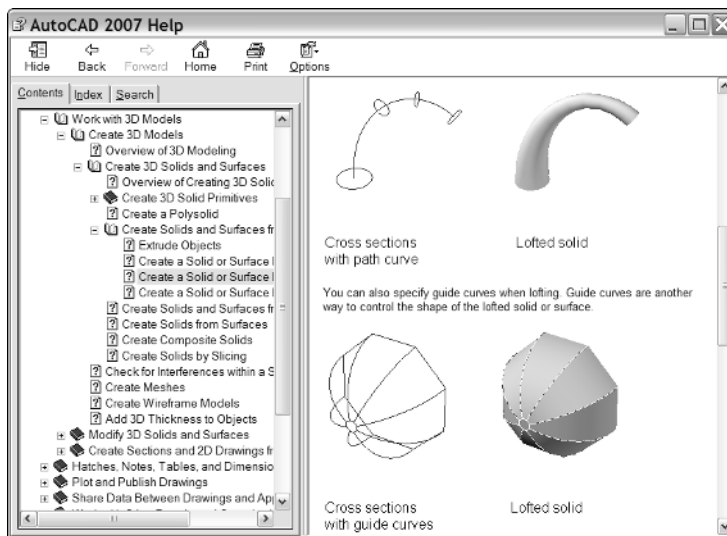 AutoCAD 2007 Help
Hide Back Forward Home Print Options
Contents Index Search
Work with 3D Models
Create 3D Models
Overview of 3D Modeling
Create 3D Solids and Surfaces
Overview of Creating 3D Solid
Create 3D Solid Primitives
Create a Polysolid
Create Solids and Surfaces fr
Extrude Objects
Create a Solid or Surface
Create a Solid or Surface
Create a Solid or Surface
Create Solids and Surfaces fr
Create Solids from Surfaces
Create Composite Solids
Create Solids by Slicing
Check for Interferences within a S
Create Meshes
Create Wireframe Models
Add 3D Thickness to Objects
Modify 3D Solids and Surfaces
Create Sections and 2D Drawings fr
Hatches, Notes, Tables, and Dimensio
Plot and Publish Drawings
Share Data Between Drawings and App
Cross sections
with path curve
Lofted solid
You can also specify guide curves when lofting. Guide curves are another
way to control the shape of the lofted solid or surface.
Cross sections
with guide curves
Lofted solid